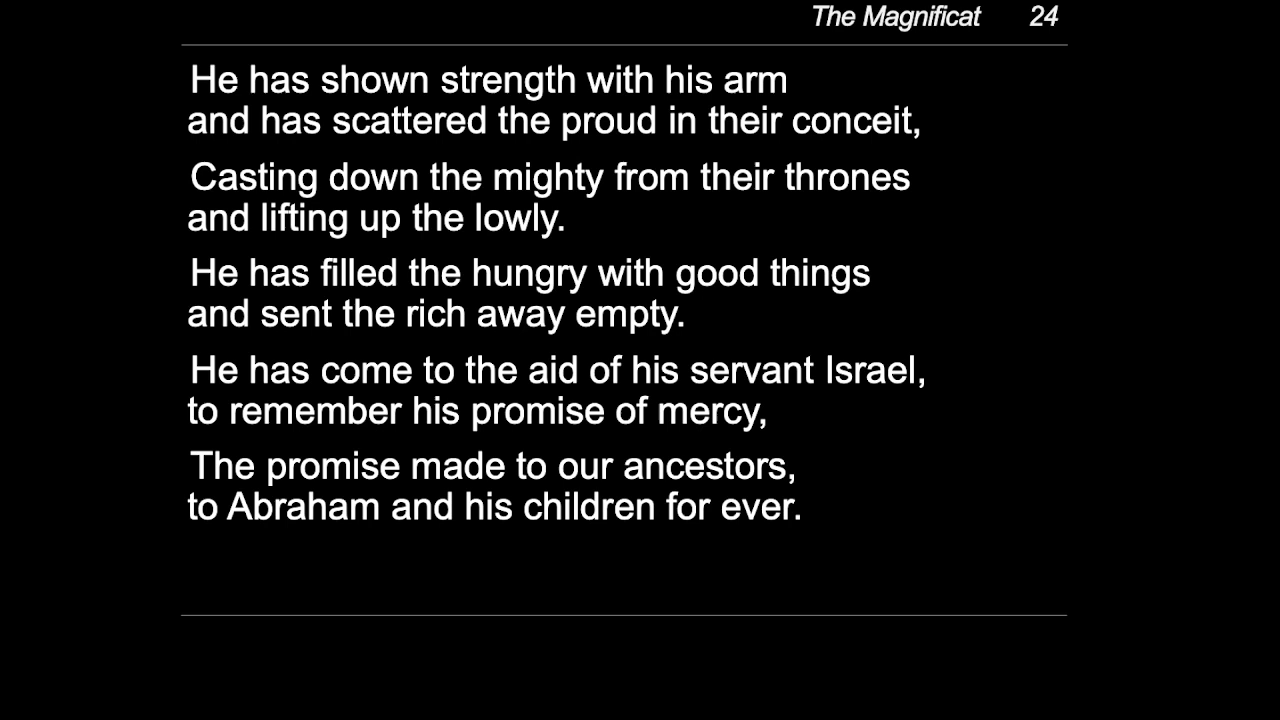 The Magnificat 24
He has shown strength with his arm
and has scattered the proud in their conceit,
Casting down the mighty from their thrones
and lifting up the lowly.
He has filled the hungry with good things
and sent the rich away empty.
He has come to the aid of his servant Israel,
to remember his promise of mercy,
The promise made to our ancestors,
to Abraham and his children for ever.